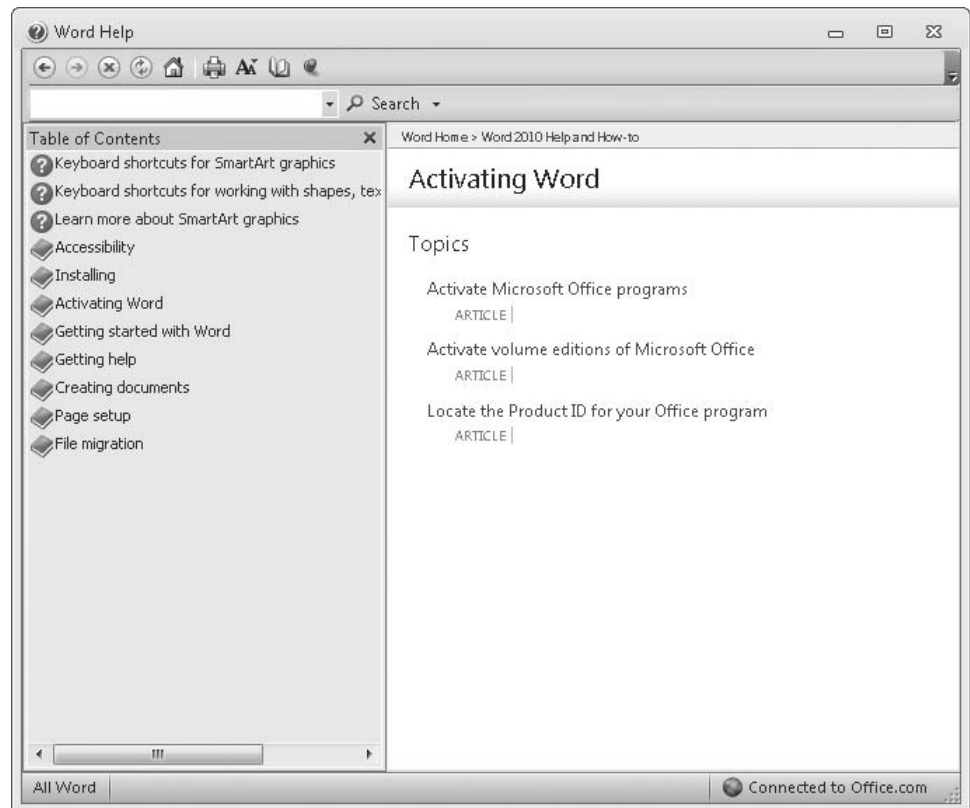 Word Help
Search
Table of Contents
Keyboard shortcuts for SmartArt graphics
Keyboard shortcuts for working with shapes, tex
Learn more about SmartArt graphics
Accessibility
Installing
Activating Word
Getting started with Word
Getting help
Creating documents
Page setup
File migration
Word Home > Word 2010 Help and How-to
Activating Word
Topics
Activate Microsoft Office programs
ARTICLE |
Activate volume editions of Microsoft Office
ARTICLE |
Locate the Product ID for your Office program
ARTICLE |
All Word
Connected to Office.com